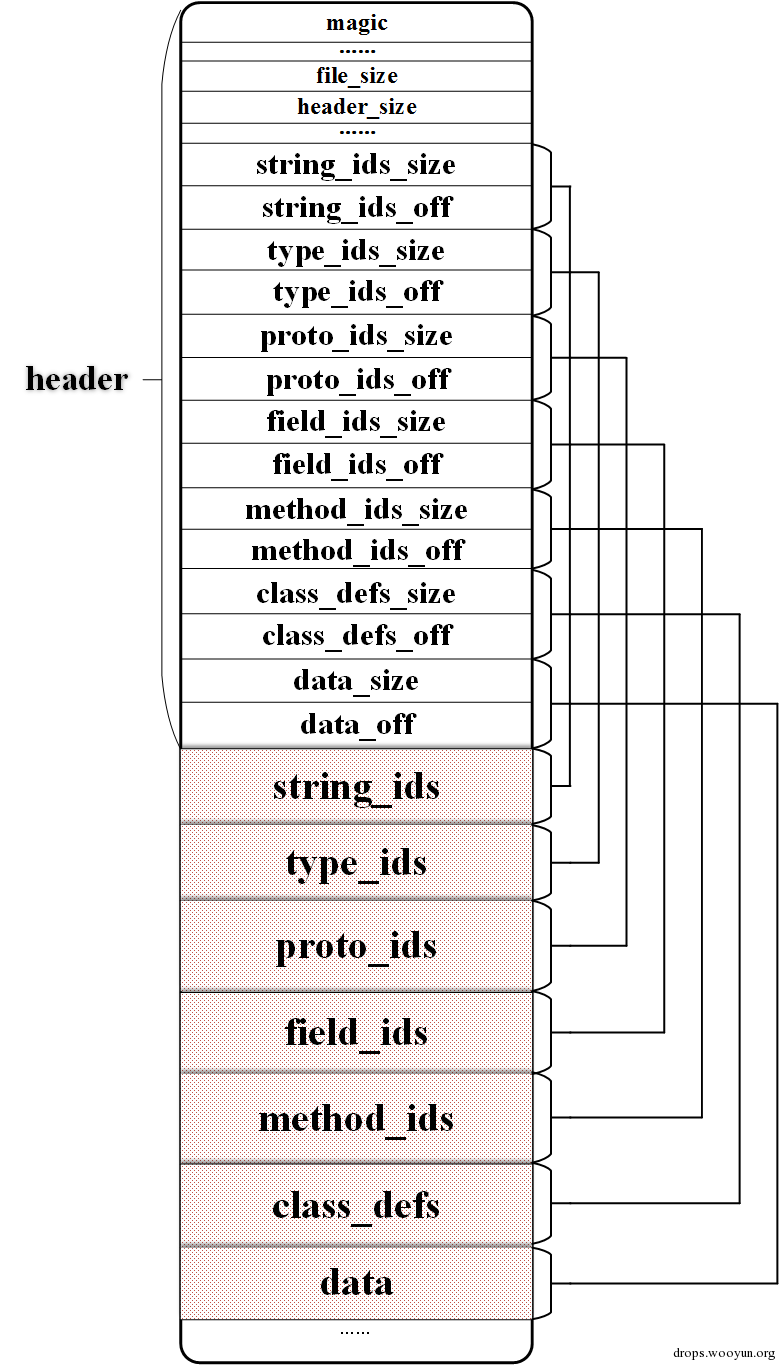 magic
......
file_size
header_size
......
string_ids_size
string_ids_off
type_ids_size
type_ids_off
proto_ids_size
header
proto_ids_off
field_ids_size
field_ids_off
method_ids_size
method_ids_off
class_defs_size
class_defs_off
data_size
data_off
string_ids
type_ids
proto_ids
field_ids
method_ids
class_defs
data
......
drops.wooyun.org